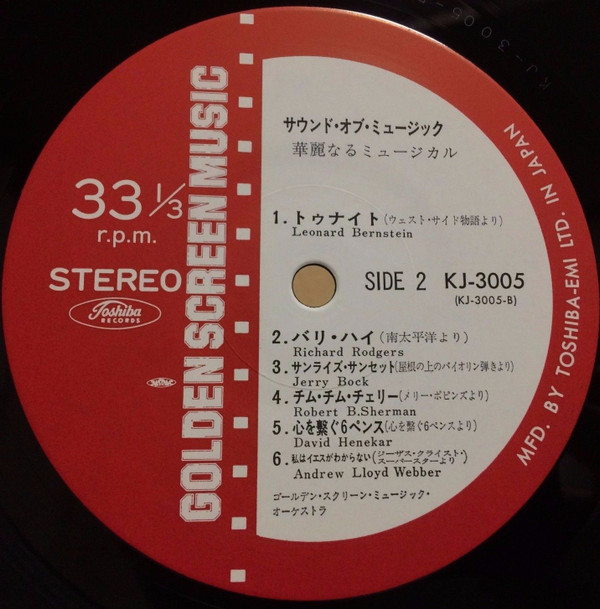 サウンド・オブ・ミュージック
華麗なるミュージカル
33 1/3
r.p.m.
STEREO
Toshiba
RECORDS
GOLDEN SCREEN MUSIC
1. トゥナイト(ウェスト・サイド物語より)
Leonard Bernstein
SIDE 2 KJ-3005
(KJ-3005-B)
2. バリ・ハイ(南太平洋より)
Richard Rodgers
3. サンライズ・サンセット(屋根の上のバイオリン弾きより)
Jerry Bock
4. チム・チム・チェリー(メリー・ポピンズより)
Robert B.Sherman
5. 心を繋ぐ6ペンス(心を繋ぐ6ペンスより)
David Henekar
6. 私はイエスがわからない(ジーザス・クライスト・スーパースターより)
Andrew Lloyd Webber
ゴールデン・スクリーン・ミュージック・
オーケストラ
MFD. BY TOSHIBA-EMI LTD. IN JAPAN